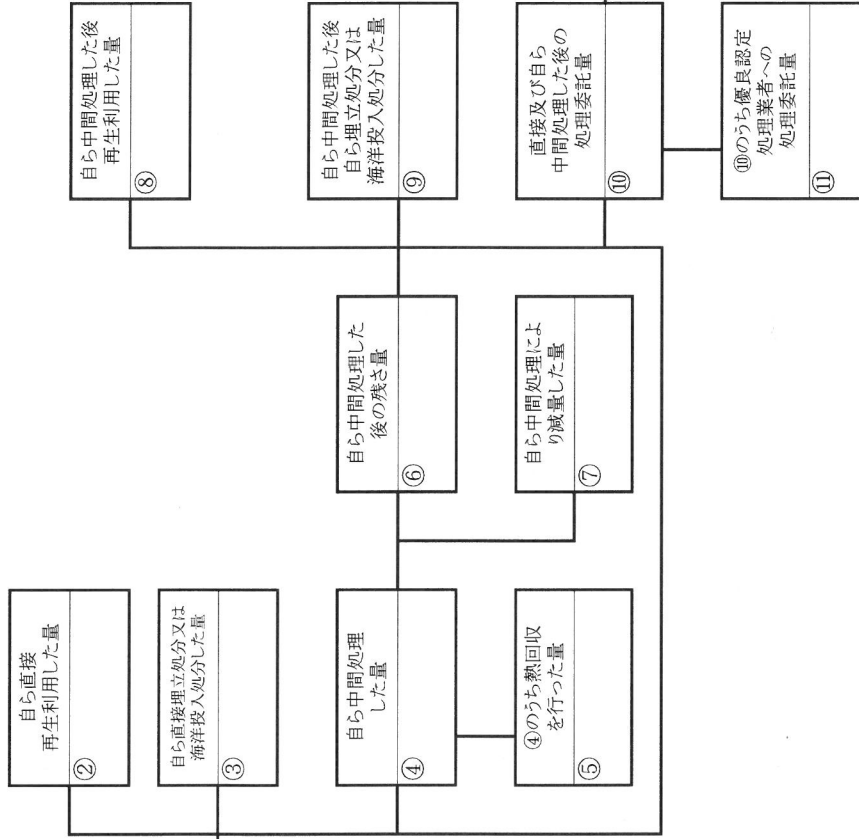 自ら直接
再生利用した量
②
自ら直接埋立処分又は
海洋投入処分した量
③
自ら中間処理
した量
④
④のうち熱回収
を行った量
⑤
自ら中間処理した
後の残さ量
⑥
自ら中間処理によ
り減量した量
⑦
自ら中間処理した後
再生利用した量
⑧
自ら中間処理した後
自ら埋立処分又は
海洋投入処分した量
⑨
直接及び自ら
中間処理した後の
処理委託量
⑩
⑩のうち優良認定
処理業者への
処理委託量
⑪